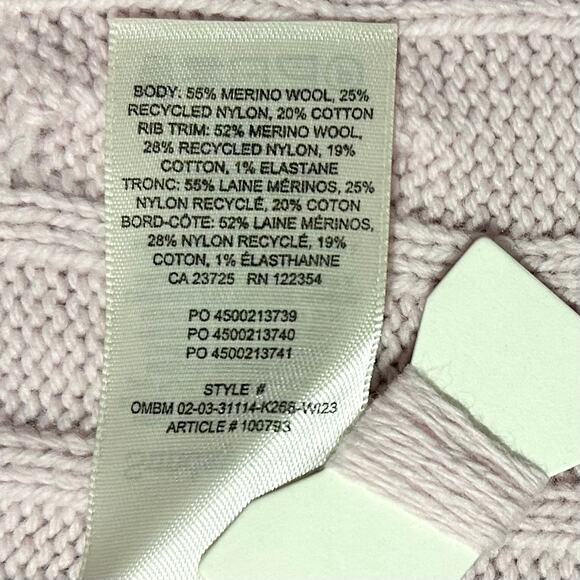 BODY: 55% MERINO WOOL, 25%
RECYCLED NYLON, 20% COTTON
RIB TRIM: 52% MERINO WOOL,
28% RECYCLED NYLON, 19%
COTTON, 1% ELASTANE
TRONC: 55% LAINE MÉRINOS, 25%
NYLON RECYCLÉ, 20% COTON
BORD-CÔTE: 52% LAINE MÉRINOS,
28% NYLON RECYCLÉ, 19%
COTON, 1% ÉLASTHANNE
CA 23725 RN 122354
PO 4500213739
PO 4500213740
PO 4500213741
STYLE #
OMBM 02-03-31114-K265-WI23
ARTICLE # 100793